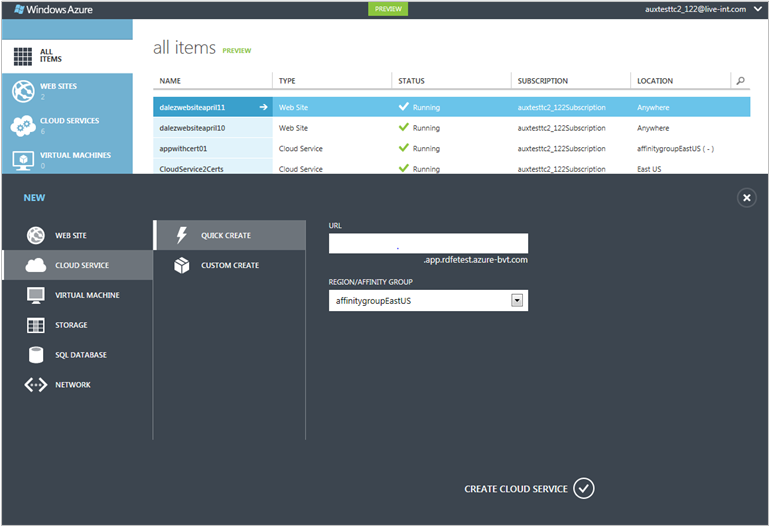 Windows Azure
PREVIEW
auxtesttc2_122@live-int.com
ALL
ITEMS
WEB SITES
2
CLOUD SERVICES
6
VIRTUAL MACHINES
0
all items PREVIEW
NAME TYPE STATUS SUBSCRIPTION LOCATION
dalezwebsiteapril11 Web Site Running auxtesttc2_122Subscription Anywhere
dalezwebsiteapril10 Web Site Running auxtesttc2_122Subscription Anywhere
appwithcert01 Cloud Service Running auxtesttc2_122Subscription affinitygroupEastUS ( - )
CloudService2Certs Cloud Service Running auxtesttc2_122Subscription East US
NEW
WEB SITE
CLOUD SERVICE
VIRTUAL MACHINE
STORAGE
SQL DATABASE
NETWORK
QUICK CREATE
CUSTOM CREATE
URL
.app.rdfetest.azure-bvt.com
REGION/AFFINITY GROUP
affinitygroupEastUS
CREATE CLOUD SERVICE